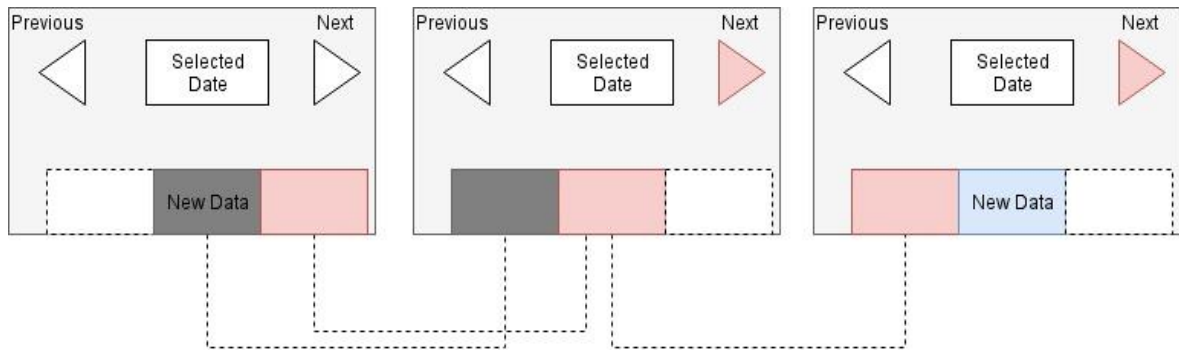 Previous
Next
Selected
Date
New Data
Previous
Next
Selected
Date
Previous
Next
Selected
Date
New Data